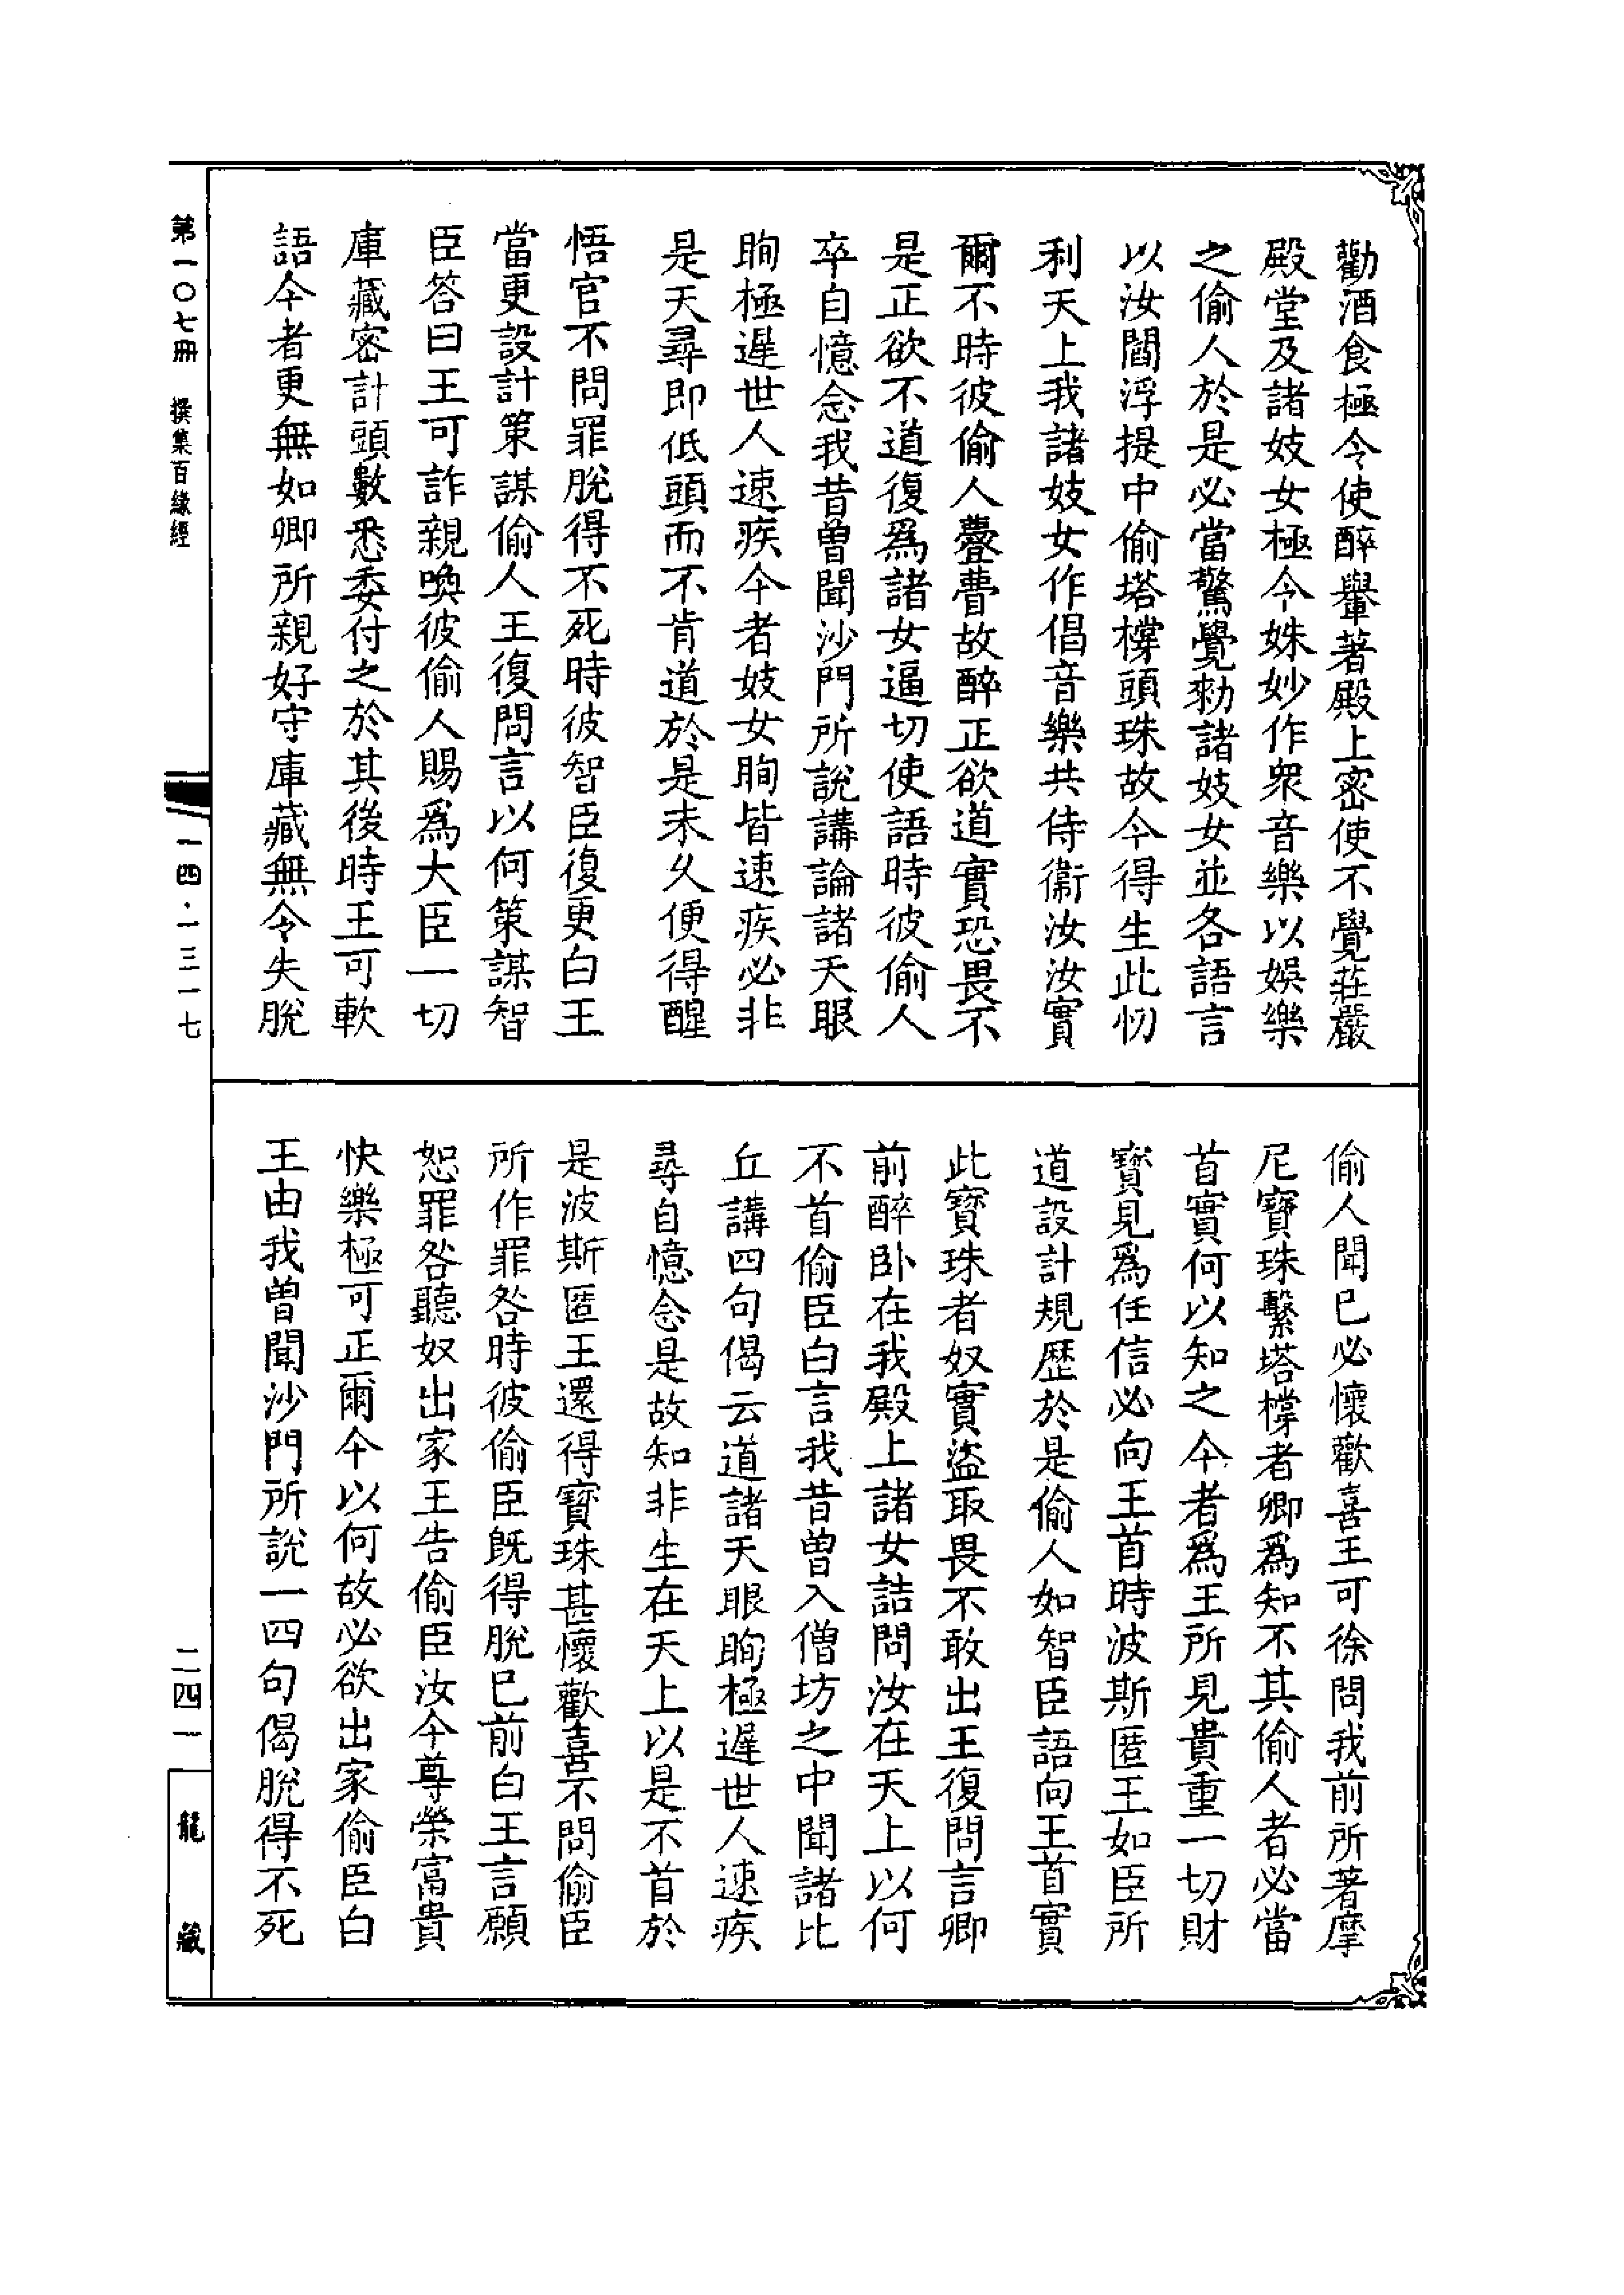 勸酒食極令使醉轝著殿上密使不覺莊嚴
殿堂及諸妓女極令姝妙作衆音樂以娛樂
之偷人於是必當驚覺勑諸妓女並各語言
以汝閻浮提中偷塔棖頭珠故今得生此忉
利天上我諸妓女作倡音樂共侍衞汝汝實
爾不時彼偷人㬪瞢故醉正欲道實恐畏不
是正欲不道復爲諸女逼切使語時彼偷人
卒自憶念我昔曾聞沙門所說講論諸天眼
眴極遲世人速疾今者妓女眴皆速疾必非
是天尋即低頭而不肯道於是未久便得醒
悟官不問罪脫得不死時彼智臣復更白王
當更設計策謀偷人王復問言以何策謀智
臣答曰王可詐親喚彼偷人賜爲大臣一切
庫藏密計頭數悉委付之於其後時王可軟
語今者更無如卿所親好守庫藏無令失脫
偷人聞已必懷歡喜王可徐問我前所著摩
尼寶珠繫塔棖者卿爲知不其偷人者必當
首實何以知之今者爲王所見貴重一切財
寶見爲任信必向王首時波斯匿王如臣所
道設計規歷於是偷人如智臣語向王首實
此寶珠者奴實盜取畏不敢出王復問言卿
前醉卧在我殿上諸女詰問汝在天上以何
不首偷臣白言我昔曾入僧坊之中聞諸比
丘講四句偈云道諸天眼眴極遲世人速疾
尋自憶念是故知非生在天上以是不首於
是波斯匿王還得寶珠甚懷歡喜不問偷臣
所作罪咎時彼偷臣旣得脫已前白王言願
恕罪咎聽奴出家王告偷臣汝今尊榮富貴
快樂極可正爾今以何故必欲出家偷臣白
王由我曾聞沙門所說一四句偈脫得不死
第一〇七冊　撰集百緣經
一四·一三一七
二四一
龍藏